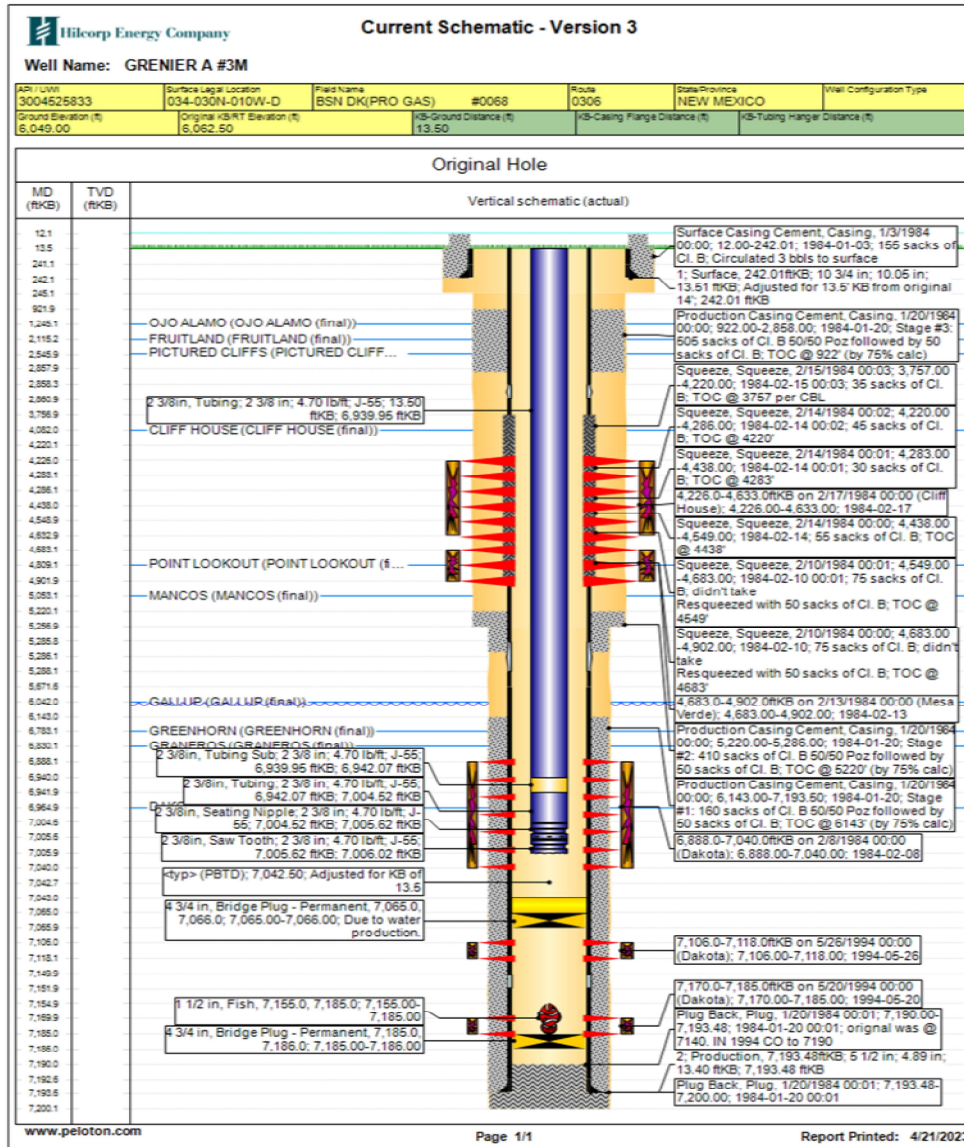 Hilcorp Energy Company
Current Schematic - Version 3
Well Name: GRENIER A #3M
API / UWI
3004525833
Surface Legal Location
034-030N-010W-D
Field Name
BSN DK(PRO GAS) #0068
Route
0306
State/Province
NEW MEXICO
Well Configuration Type
Ground Elevation (ft)
6,049.00
Original KB/RT Elevation (ft)
6,062.50
KB-Ground Distance (ft)
13.50
KB-Casing Flange Distance (ft)
KB-Tubing Hanger Distance (ft)
Original Hole
MD
(ftKB)
TVD
(ftKB)
Vertical schematic (actual)
12.1
13.5
241.1
242.1
245.1
921.9
1,245.1
2,115.2
2,545.9
2,857.9
2,858.3
2,860.9
3,756.9
4,082.0
4,220.1
4,226.0
4,283.1
4,286.1
4,438.0
4,548.9
4,632.9
4,683.1
4,809.1
4,901.9
5,053.1
5,220.1
5,256.9
5,285.8
5,286.1
5,288.1
5,671.6
6,042.0
6,143.0
6,783.1
6,830.1
6,888.1
6,940.0
6,941.9
6,964.9
7,004.6
7,005.6
7,005.9
7,040.0
7,042.7
7,043.0
7,065.0
7,065.9
7,106.0
7,118.1
7,149.9
7,151.9
7,154.9
7,169.9
7,185.0
7,186.0
7,190.0
7,192.6
7,193.6
7,200.1
OJO ALAMO (OJO ALAMO (final))
FRUITLAND (FRUITLAND (final))
PICTURED CLIFFS (PICTURED CLIFF...
2 3/8in, Tubing; 2 3/8 in; 4.70 lb/ft; J-55; 13.50
ftKB; 6,939.95 ftKB
CLIFF HOUSE (CLIFF HOUSE (final))
POINT LOOKOUT (POINT LOOKOUT (fi...
MANCOS (MANCOS (final))
GALLUP (GALLUP (final))
GREENHORN (GREENHORN (final))
GRANEROS (GRANEROS (final))
2 3/8in, Tubing Sub; 2 3/8 in; 4.70 lb/ft; J-55;
6,939.95 ftKB; 6,942.07 ftKB
2 3/8in, Tubing; 2 3/8 in; 4.70 lb/ft; J-55;
6,942.07 ftKB; 7,004.52 ftKB
2 3/8in, Seating Nipple; 2 3/8 in; 4.70 lb/ft; J-
55; 7,004.52 ftKB; 7,005.62 ftKB
2 3/8in, Saw Tooth; 2 3/8 in; 4.70 lb/ft; J-55;
7,005.62 ftKB; 7,006.02 ftKB
<typ> (PBTD); 7,042.50; Adjusted for KB of
13.5
4 3/4 in, Bridge Plug - Permanent, 7,065.0,
7,066.0; 7,065.00-7,066.00; Due to water
production.
1 1/2 in, Fish, 7,155.0, 7,185.0; 7,155.00-
7,185.00
4 3/4 in, Bridge Plug - Permanent, 7,185.0,
7,186.0; 7,185.00-7,186.00
Surface Casing Cement, Casing, 1/3/1984
00:00; 12.00-242.01; 1984-01-03; 155 sacks of
Cl. B; Circulated 3 bbls to surface
1; Surface, 242.01ftKB; 10 3/4 in; 10.05 in;
13.51 ftKB; Adjusted for 13.5' KB from original
14'; 242.01 ftKB
Production Casing Cement, Casing, 1/20/1984
00:00; 922.00-2,858.00; 1984-01-20; Stage #3:
505 sacks of Cl. B 50/50 Poz followed by 50
sacks of Cl. B; TOC @ 922' (by 75% calc)
Squeeze, Squeeze, 2/15/1984 00:03; 3,757.00
-4,220.00; 1984-02-15 00:03; 35 sacks of Cl.
B; TOC @ 3757 per CBL
Squeeze, Squeeze, 2/14/1984 00:02; 4,220.00
-4,286.00; 1984-02-14 00:02; 45 sacks of Cl.
B; TOC @ 4220'
Squeeze, Squeeze, 2/14/1984 00:01; 4,283.00
-4,438.00; 1984-02-14 00:01; 30 sacks of Cl.
B; TOC @ 4283'
4,226.0-4,633.0ftKB on 2/17/1984 00:00 (Cliff
House); 4,226.00-4,633.00; 1984-02-17
Squeeze, Squeeze, 2/14/1984 00:00; 4,438.00
-4,549.00; 1984-02-14; 55 sacks of Cl. B; TOC
@ 4438'
Squeeze, Squeeze, 2/10/1984 00:01; 4,549.00
-4,683.00; 1984-02-10 00:01; 75 sacks of Cl.
B; didn't take
Resqueezed with 50 sacks of Cl. B; TOC @
4549'
Squeeze, Squeeze, 2/10/1984 00:00; 4,683.00
-4,902.00; 1984-02-10; 75 sacks of Cl. B; didn't
take
Resqueezed with 50 sacks of Cl. B; TOC @
4683'
4,683.0-4,902.0ftKB on 2/13/1984 00:00 (Mesa
Verde); 4,683.00-4,902.00; 1984-02-13
Production Casing Cement, Casing, 1/20/1984
00:00; 5,220.00-5,286.00; 1984-01-20; Stage
#2: 410 sacks of Cl. B 50/50 Poz followed by
50 sacks of Cl. B; TOC @ 5220' (by 75% calc)
Production Casing Cement, Casing, 1/20/1984
00:00; 6,143.00-7,193.50; 1984-01-20; Stage
#1: 160 sacks of Cl. B 50/50 Poz followed by
50 sacks of Cl. B; TOC @ 6143' (by 75% calc)
6,888.0-7,040.0ftKB on 2/8/1984 00:00
(Dakota); 6,888.00-7,040.00; 1984-02-08
7,106.0-7,118.0ftKB on 5/26/1994 00:00
(Dakota); 7,106.00-7,118.00; 1994-05-26
7,170.0-7,185.0ftKB on 5/20/1994 00:00
(Dakota); 7,170.00-7,185.00; 1994-05-20
Plug Back, Plug, 1/20/1984 00:01; 7,190.00-
7,193.48; 1984-01-20 00:01; orignal was @
7140. IN 1994 CO to 7190
2; Production, 7,193.48ftKB; 5 1/2 in; 4.89 in;
13.40 ftKB; 7,193.48 ftKB
Plug Back, Plug, 1/20/1984 00:01; 7,193.48-
7,200.00; 1984-01-20 00:01
www.peloton.com
Page 1/1
Report Printed: 4/21/202